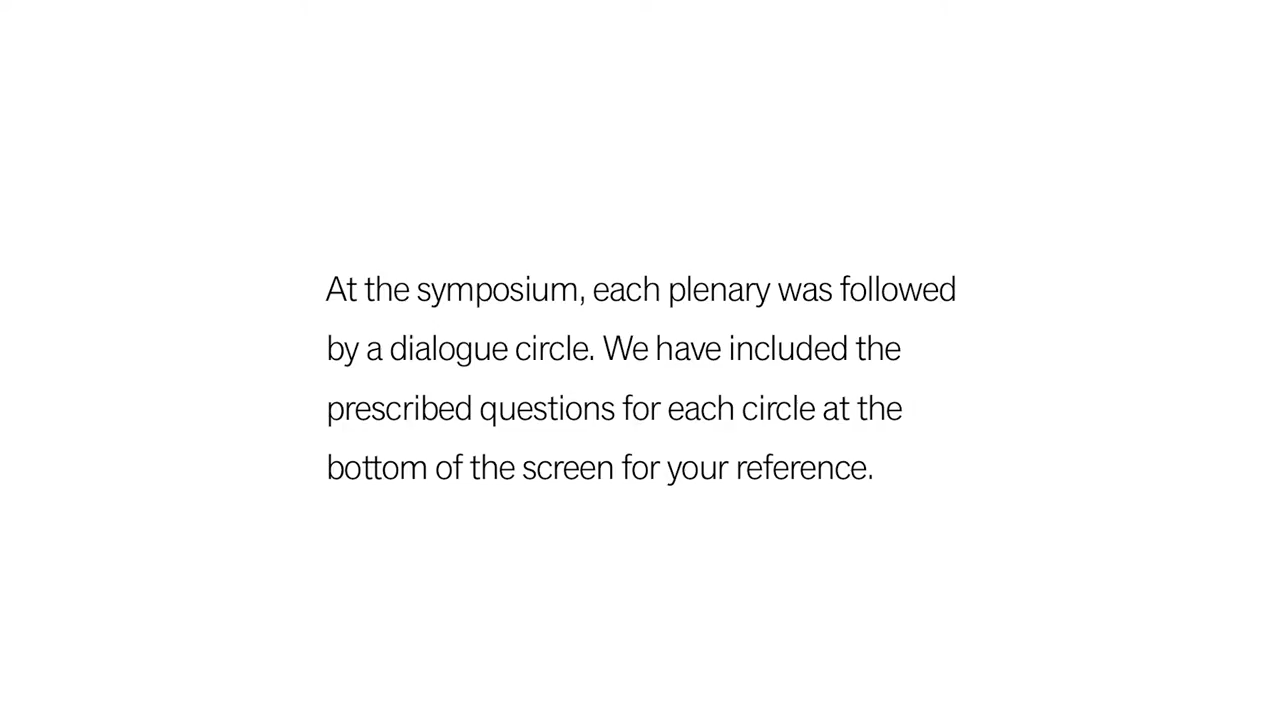 At the symposium, each plenary was followed
by a dialogue circle. We have included the
prescribed questions for each circle at the
bottom of the screen for your reference.